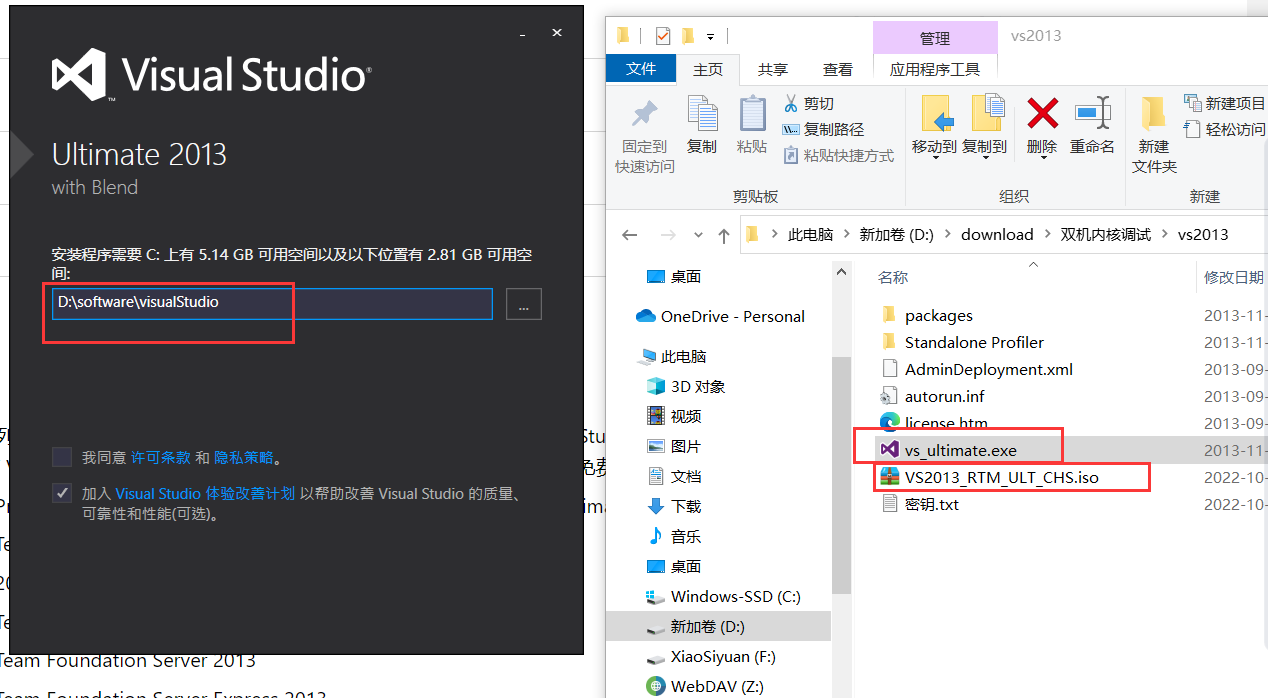 Visual Studio®
™
Ultimate 2013
with Blend
安装程序需要 C: 上有 5.14 GB 可用空间以及以下位置有 2.81 GB 可用空
间:
D:\software\visualStudio
...
我同意 许可条款 和 隐私策略。
加入 Visual Studio 体验改善计划 以帮助改善 Visual Studio 的质量、
可靠性和性能(可选)。
Team Foundation Server 2013
Team Foundation Server Express 2013
管理
vs2013
文件
主页
共享
查看
应用程序工具
固定到
快速访问
复制
粘贴
剪切
复制路径
粘贴快捷方式
剪贴板
移动到
复制到
删除
重命名
组织
新建
文件夹
新建项目
轻松访问
新建
此电脑
新加卷 (D:)
download
双机内核调试
vs2013
桌面
OneDrive - Personal
此电脑
3D 对象
视频
图片
文档
下载
音乐
桌面
Windows-SSD (C:)
新加卷 (D:)
XiaoSiyuan (F:)
WebDAV (Z:)
名称
修改日期
packages
2013-11-
Standalone Profiler
2013-11-
AdminDeployment.xml
2013-09-
autorun.inf
2013-09-
license.htm
2013-09-
vs_ultimate.exe
2013-11-
VS2013_RTM_ULT_CHS.iso
2022-10-
密钥.txt
2022-10-